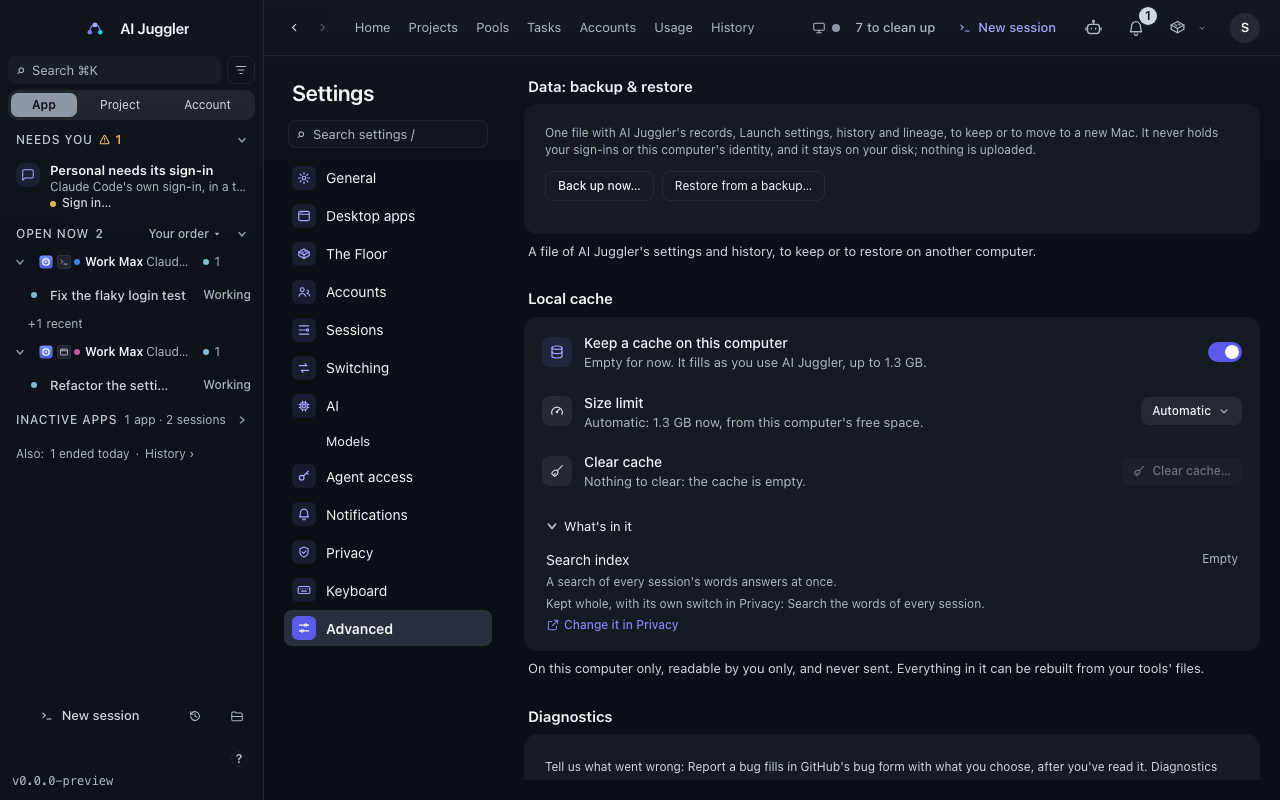 AI Juggler
Search ⌘K
App
Project
Account
NEEDS YOU 1
Personal needs its sign-in
Claude Code's own sign-in, in a t...
Sign in...
OPEN NOW 2
Your order
Work Max Claud... 1
Fix the flaky login test Working
+1 recent
Work Max Claud... 1
Refactor the setti... Working
INACTIVE APPS 1 app · 2 sessions
Also: 1 ended today · History ›
New session
?
v0.0.0-preview
Home
Projects
Pools
Tasks
Accounts
Usage
History
7 to clean up
New session
1
S
Settings
Search settings /
General
Desktop apps
The Floor
Accounts
Sessions
Switching
AI
Models
Agent access
Notifications
Privacy
Keyboard
Advanced
Data: backup & restore
One file with AI Juggler's records, Launch settings, history and lineage, to keep or to move to a new Mac. It never holds
your sign-ins or this computer's identity, and it stays on your disk; nothing is uploaded.
Back up now...
Restore from a backup...
A file of AI Juggler's settings and history, to keep or to restore on another computer.
Local cache
Keep a cache on this computer
Empty for now. It fills as you use AI Juggler, up to 1.3 GB.
Size limit
Automatic: 1.3 GB now, from this computer's free space.
Automatic
Clear cache
Nothing to clear: the cache is empty.
Clear cache...
What's in it
Search index
Empty
A search of every session's words answers at once.
Kept whole, with its own switch in Privacy: Search the words of every session.
Change it in Privacy
On this computer only, readable by you only, and never sent. Everything in it can be rebuilt from your tools' files.
Diagnostics
Tell us what went wrong: Report a bug fills in GitHub's bug form with what you choose, after you've read it. Diagnostics